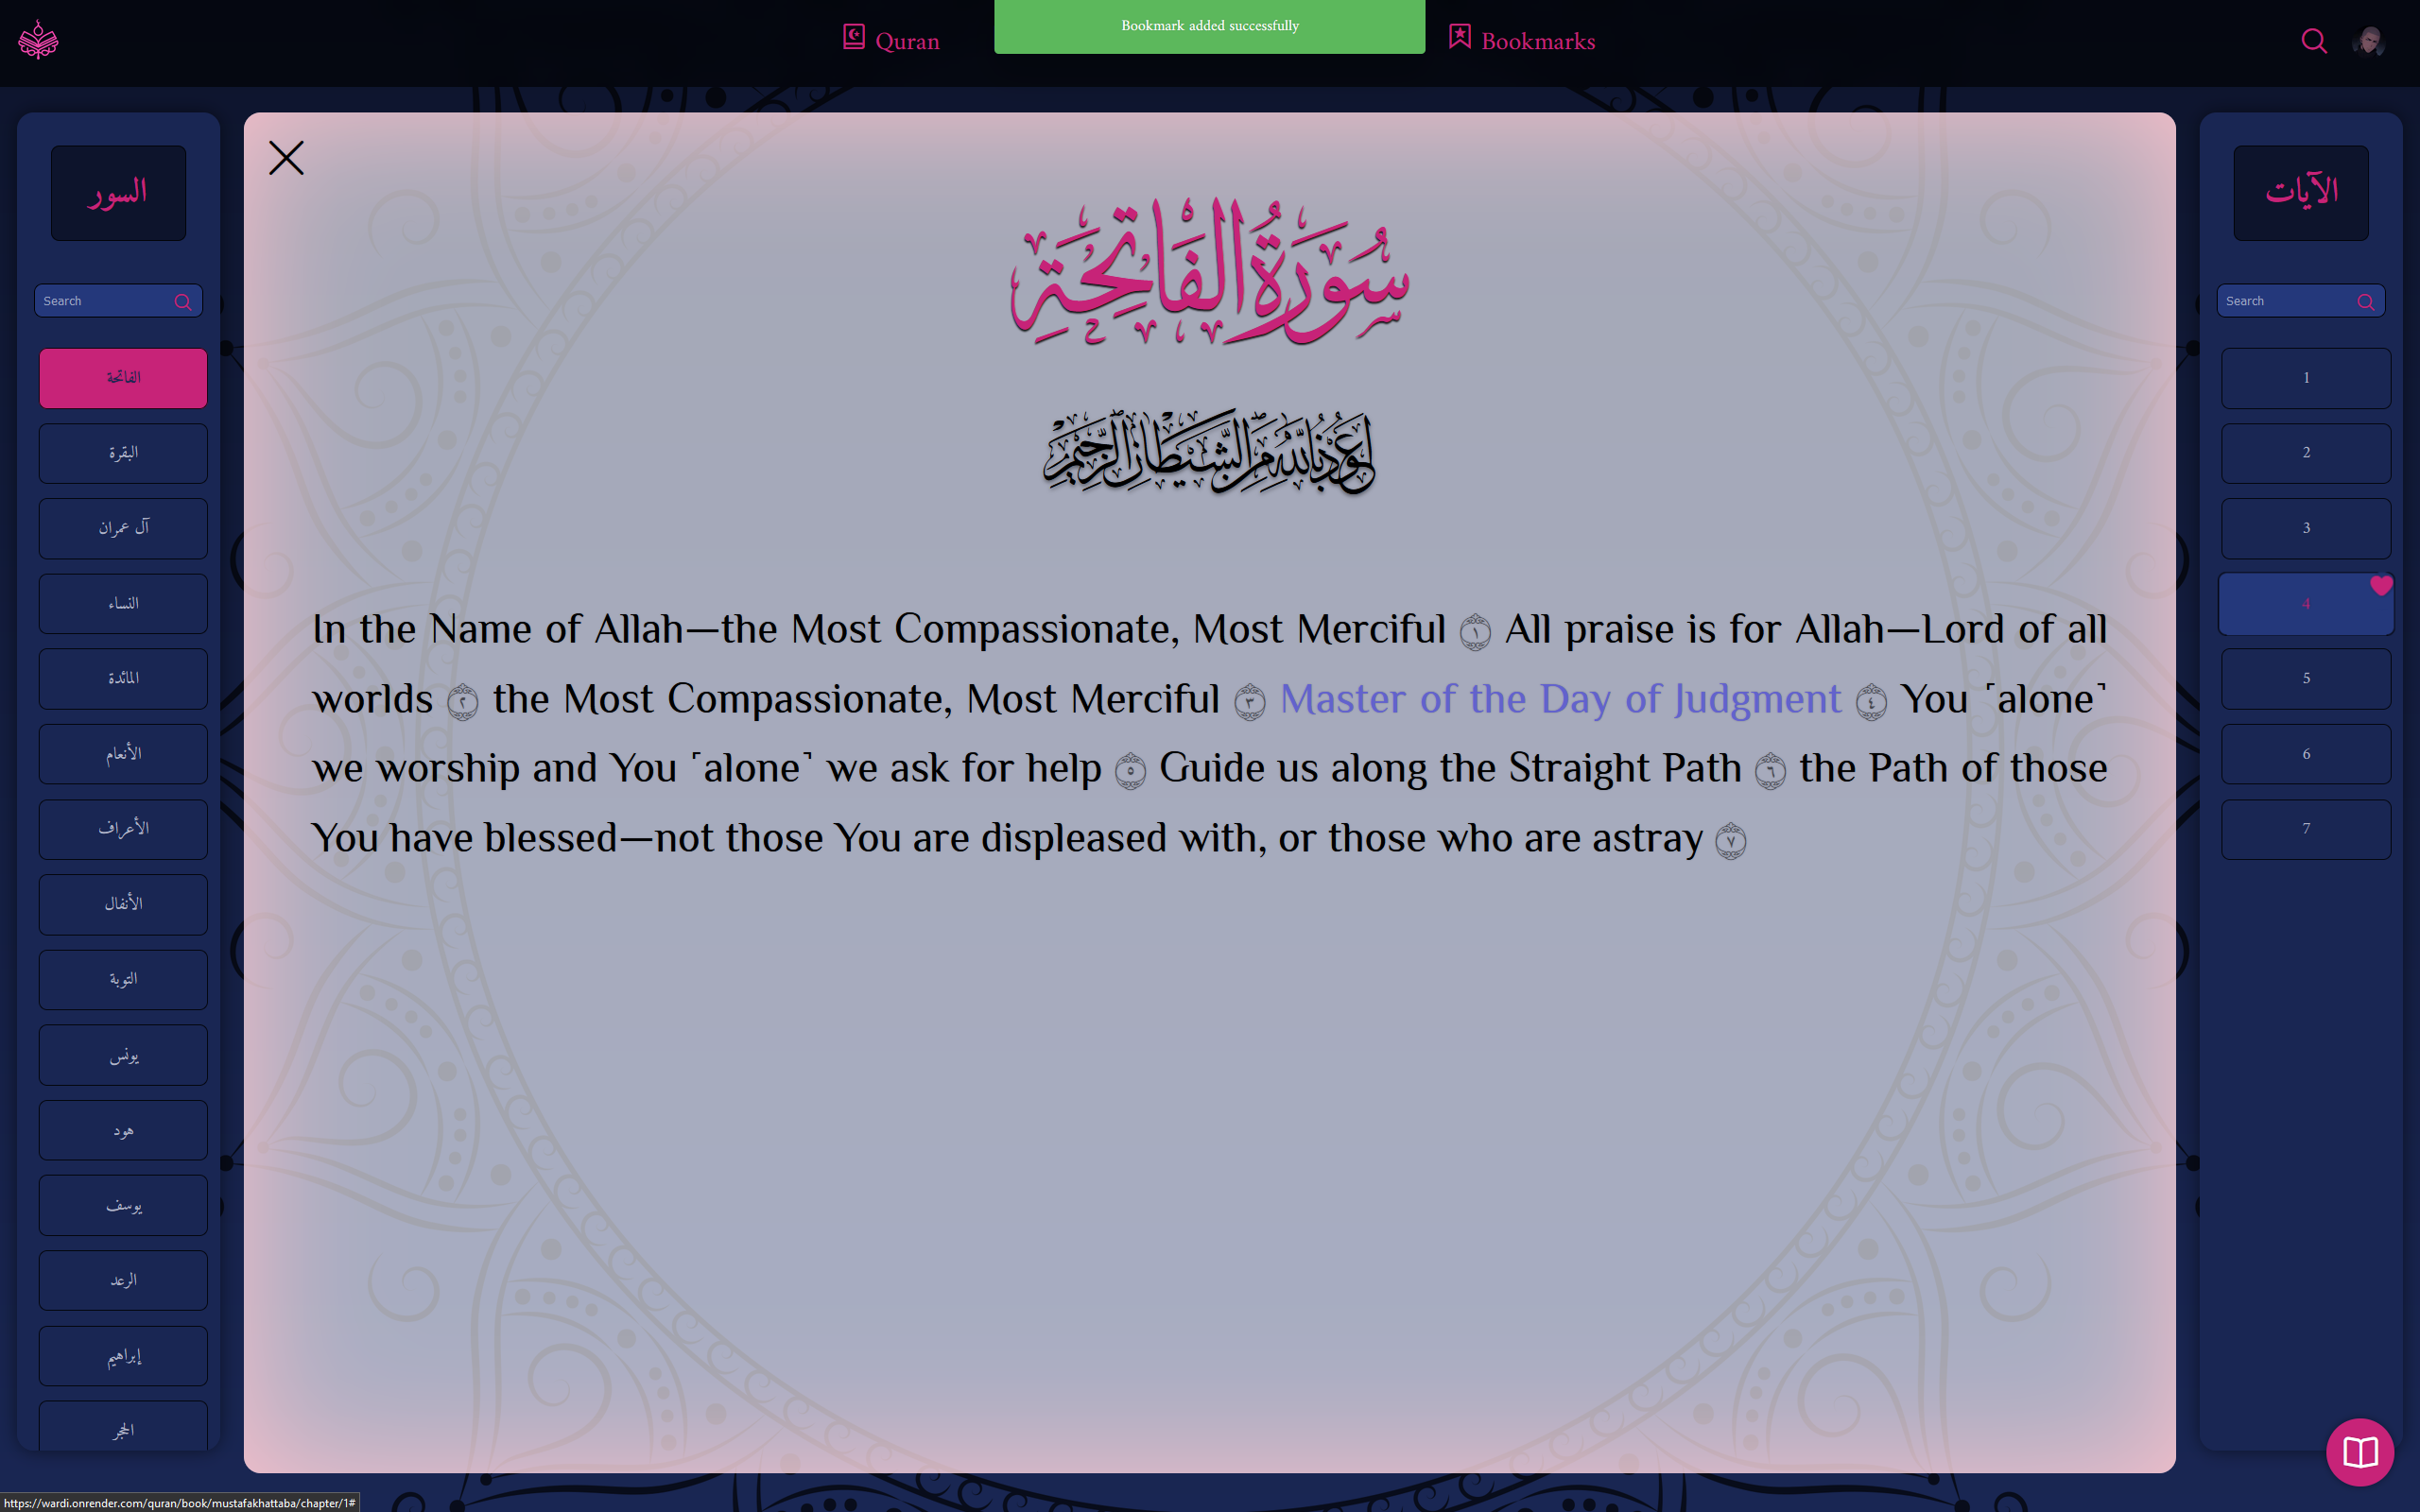 Quran
Bookmark added successfully
Bookmarks
السور
Search
الفاتحة
البقرة
آل عمران
النساء
المائدة
الأنعام
الأعراف
الأنفال
التوبة
يونس
هود
يوسف
الرعد
إبراهيم
الحجر
سُورَةُ الفَاتِحَةِ
اعوذ بالله من الشيطان الرجيم
In the Name of Allah—the Most Compassionate, Most Merciful ١ All praise is for Allah—Lord of all
worlds ٢ the Most Compassionate, Most Merciful ٣ Master of the Day of Judgment ٤ You ˹alone˺
we worship and You ˹alone˺ we ask for help ٥ Guide us along the Straight Path ٦ the Path of those
You have blessed—not those You are displeased with, or those who are astray ٧
الآيات
Search
1
2
3
4
5
6
7
https://wardi.onrender.com/quran/book/mustafakhattaba/chapter/1#